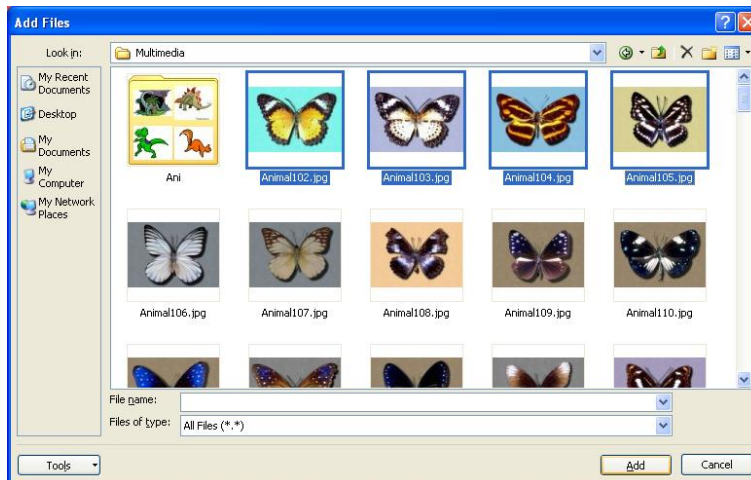 Add Files
Look in:
Multimedia
My Recent
Documents
Desktop
My
Documents
My
Computer
My Network
Places
Ani
Animal102.jpg
Animal103.jpg
Animal104.jpg
Animal105.jpg
Animal106.jpg
Animal107.jpg
Animal108.jpg
Animal109.jpg
Animal110.jpg
File name:
Files of type:
All Files (*.*)
Tools
Add
Cancel